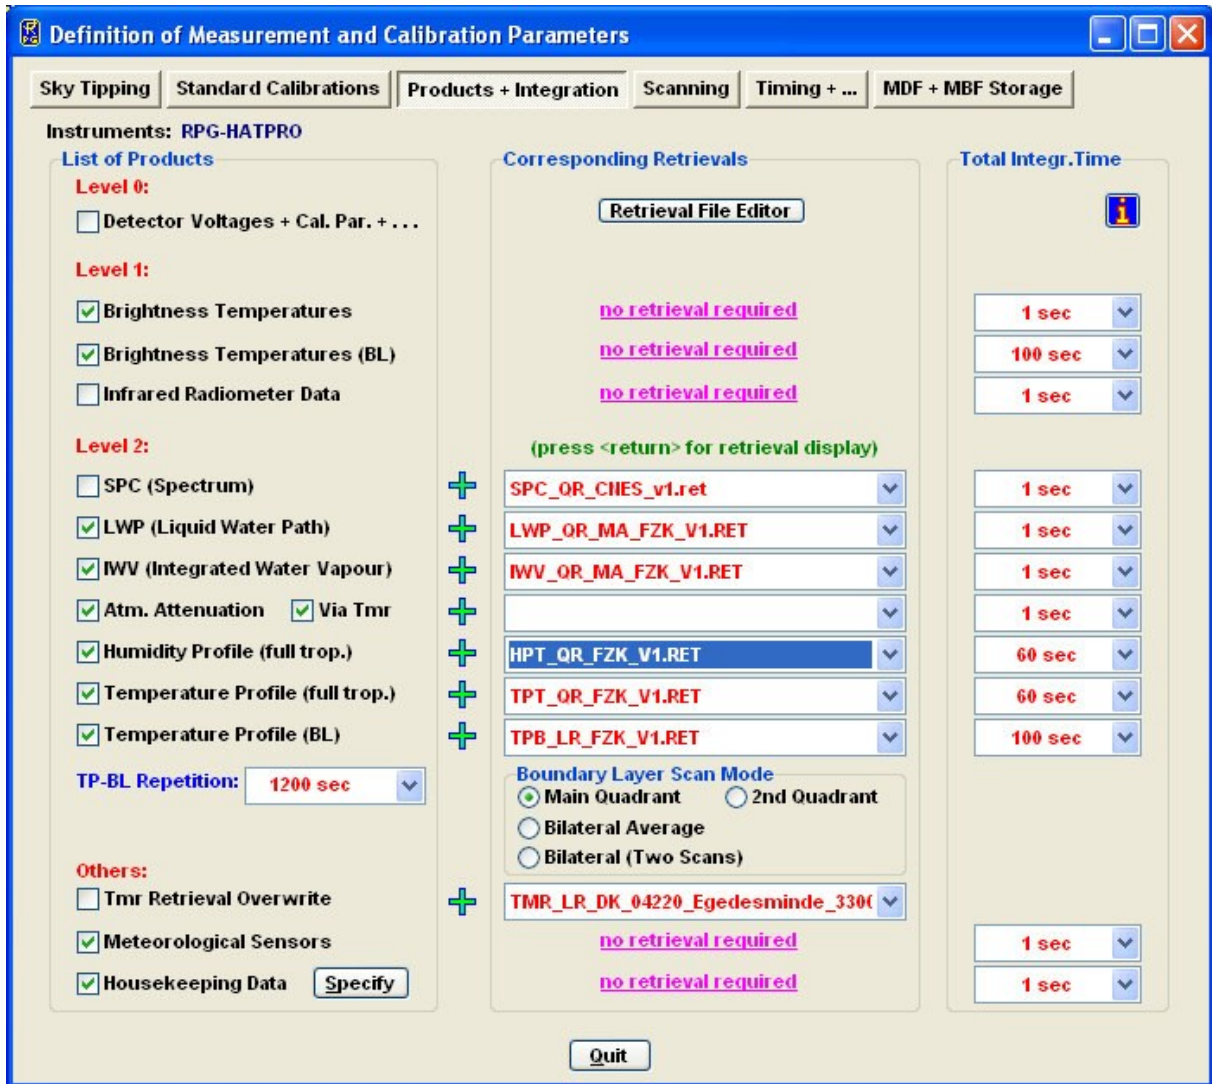 Definition of Measurement and Calibration Parameters
Sky Tipping Standard Calibrations Products + Integration Scanning Timing + ... MDF + MBF Storage
Instruments: RPG-HATPRO
List of Products Corresponding Retrievals Total Integr.Time
Level 0:
Detector Voltages + Cal. Par. + . . . Retrieval File Editor i
Level 1:
Brightness Temperatures no retrieval required 1 sec
Brightness Temperatures (BL) no retrieval required 100 sec
Infrared Radiometer Data no retrieval required 1 sec
Level 2: (press <return> for retrieval display)
SPC (Spectrum) SPC_QR_CNES_v1.ret 1 sec
LWP (Liquid Water Path) LWP_QR_MA_FZK_V1.RET 1 sec
IWV (Integrated Water Vapour) IWV_QR_MA_FZK_V1.RET 1 sec
Atm. Attenuation Via Tmr 1 sec
Humidity Profile (full trop.) HPT_QR_FZK_V1.RET 60 sec
Temperature Profile (full trop.) TPT_QR_FZK_V1.RET 60 sec
Temperature Profile (BL) TPB_LR_FZK_V1.RET 100 sec
TP-BL Repetition: 1200 sec Boundary Layer Scan Mode
Main Quadrant 2nd Quadrant
Bilateral Average
Bilateral (Two Scans)
Others:
Tmr Retrieval Overwrite TMR_LR_DK_04220_Egedesminde_330(
Meteorological Sensors no retrieval required 1 sec
Housekeeping Data Specify no retrieval required 1 sec
Quit